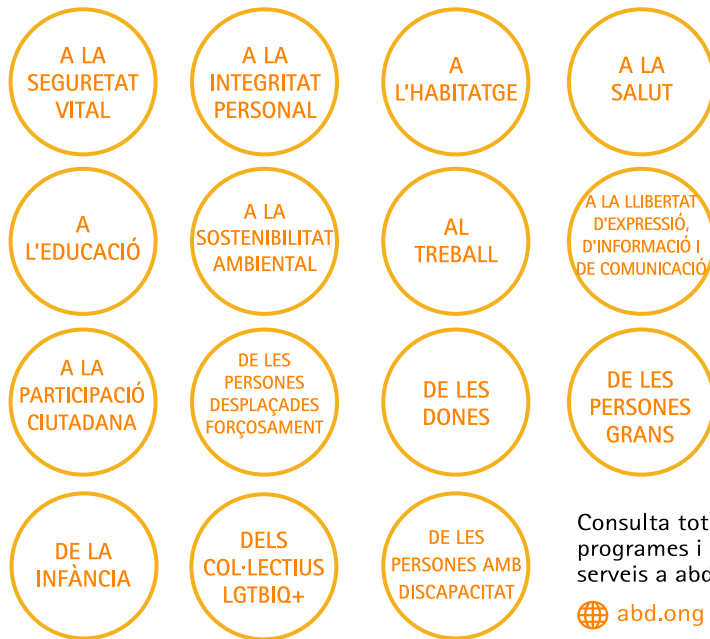 A LA
SEGURETAT
VITAL
A LA
INTEGRITAT
PERSONAL
A
L'HABITATGE
A LA
SALUT
A
L'EDUCACIÓ
A LA
SOSTENIBILITAT
AMBIENTAL
AL
TREBALL
A LA LLIBERTAT
D'EXPRESSIÓ,
D'INFORMACIÓ I
DE COMUNICACIÓ
A LA
PARTICIPACIÓ
CIUTADANA
DE LES
PERSONES
DESPLAÇADES
FORÇOSAMENT
DE LES
DONES
DE LES
PERSONES
GRANS
DE LA
INFÀNCIA
DELS
COL·LECTIUS
LGTBIQ+
DE LES
PERSONES AMB
DISCAPACITAT
Consulta tot
programes i
serveis a abd
abd.ong